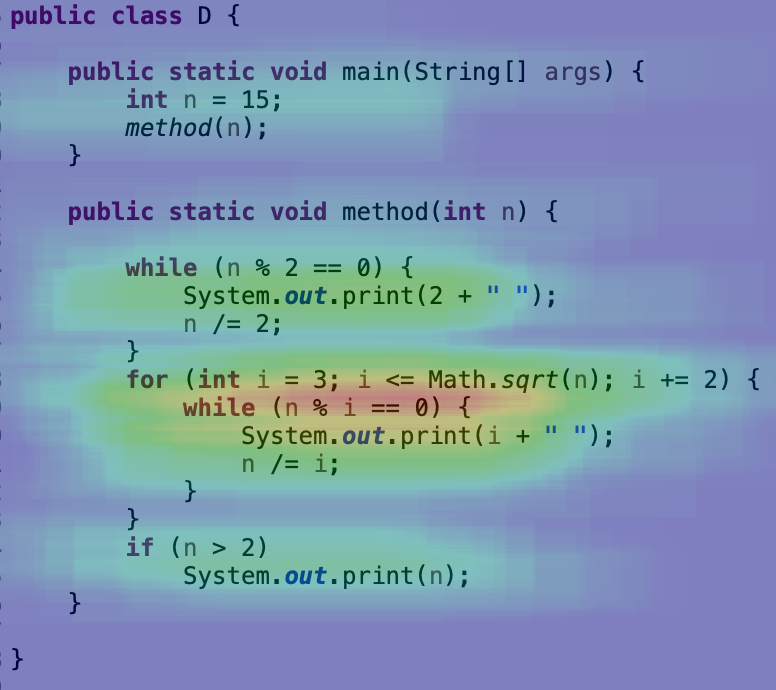 public class D {
public static void main(String[] args) {
int n = 15;
method(n);
}
public static void method(int n) {
while (n % 2 == 0) {
System.out.print(2 + " ");
n /= 2;
}
for (int i = 3; i <= Math.sqrt(n); i += 2) {
while (n % i == 0) {
System.out.print(i + " ");
n /= i;
}
}
if (n > 2)
System.out.print(n);
}
}